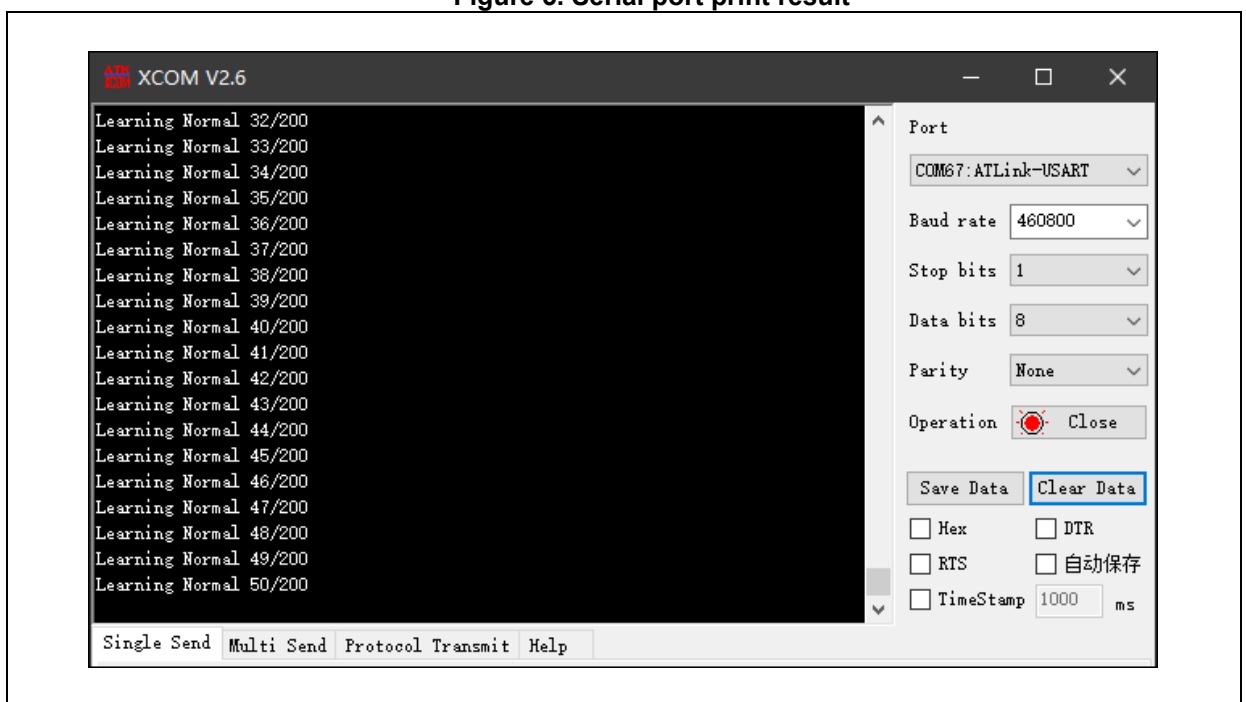 XCOM V2.6
Learning Normal 32/200
Learning Normal 33/200
Learning Normal 34/200
Learning Normal 35/200
Learning Normal 36/200
Learning Normal 37/200
Learning Normal 38/200
Learning Normal 39/200
Learning Normal 40/200
Learning Normal 41/200
Learning Normal 42/200
Learning Normal 43/200
Learning Normal 44/200
Learning Normal 45/200
Learning Normal 46/200
Learning Normal 47/200
Learning Normal 48/200
Learning Normal 49/200
Learning Normal 50/200
Port
COM67:ATLink-USART
Baud rate 460800
Stop bits 1
Data bits 8
Parity None
Operation Close
Save Data Clear Data
Hex DTR
RTS 自动保存
TimeStamp 1000 ms
Single Send Multi Send Protocol Transmit Help